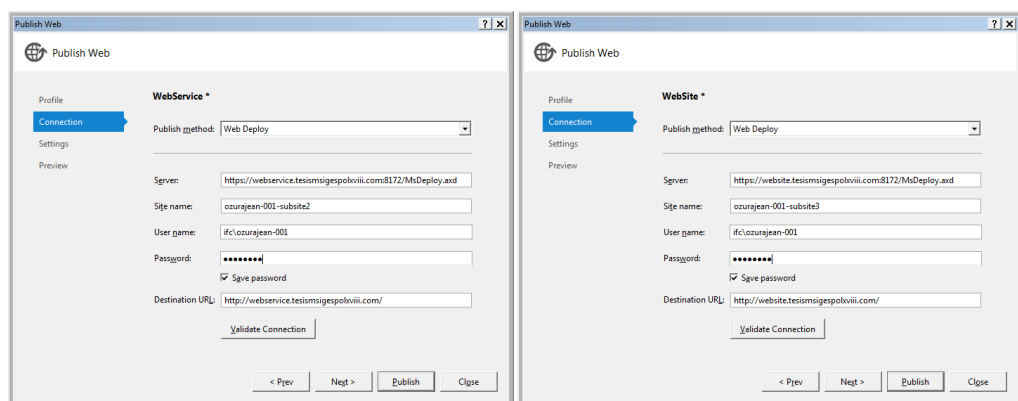 Publish Web
? X
Publish Web
Profile
Connection
Settings
Preview
WebService *
Publish method: Web Deploy
Server: https://webservice.tesismsigespolxviii.com:8172/MsDeploy.axd
Site name: ozurajean-001-subsite2
User name: ifc\ozurajean-001
Password: ●●●●●●●●
Save password
Destination URL: http://webservice.tesismsigespolxviii.com/
Validate Connection
< Prev Next > Publish Close
Publish Web
? X
Publish Web
Profile
Connection
Settings
Preview
WebSite *
Publish method: Web Deploy
Server: https://website.tesismsigespolxviii.com:8172/MsDeploy.axd
Site name: ozurajean-001-subsite3
User name: ifc\ozurajean-001
Password: ●●●●●●●●
Save password
Destination URL: http://website.tesismsigespolxviii.com/
Validate Connection
< Prev Next > Publish Close